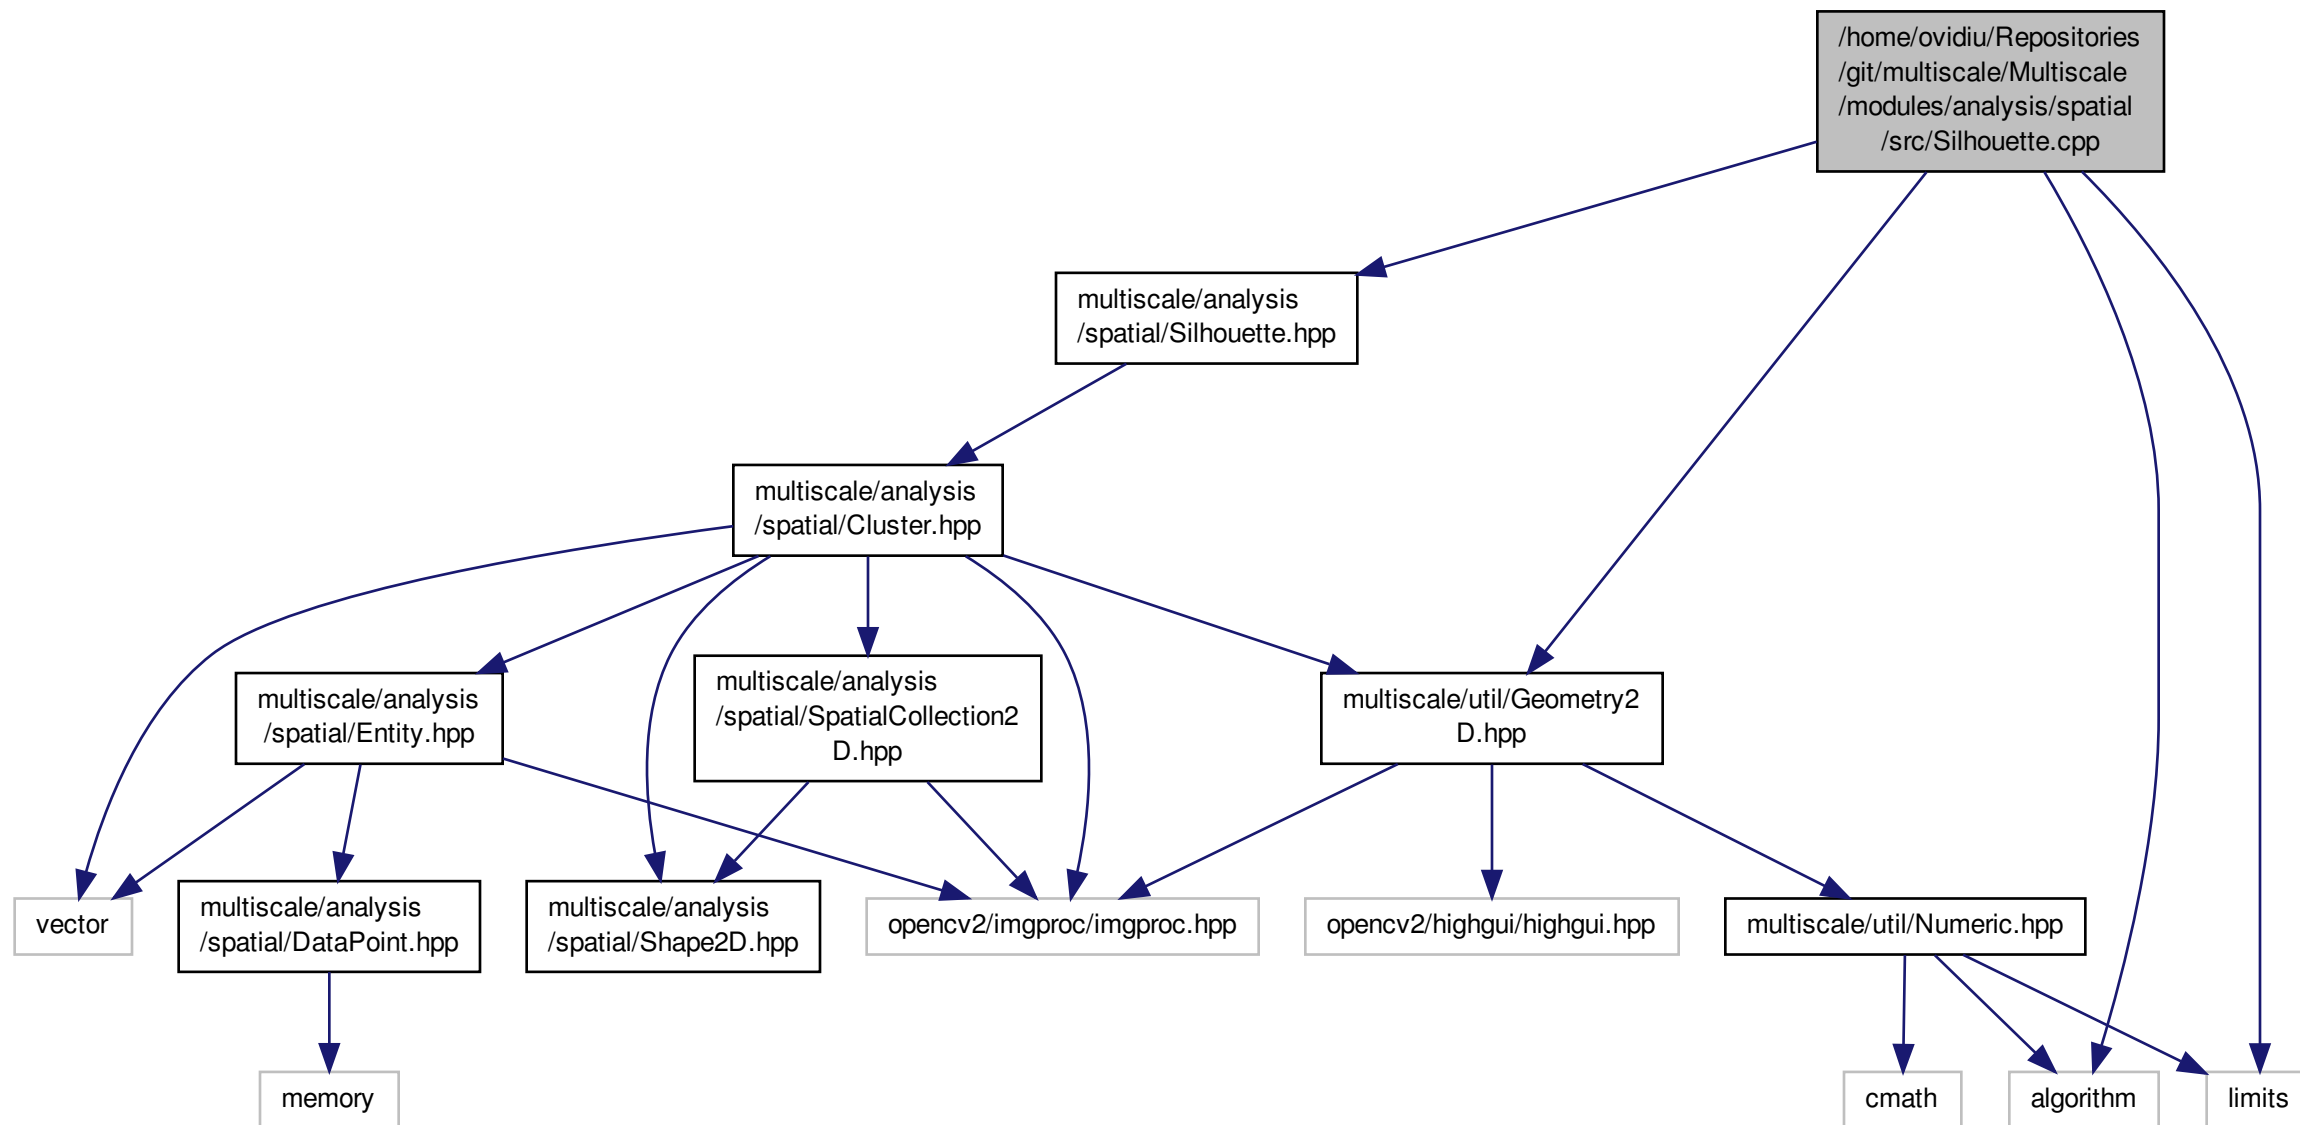 /home/ovidiu/Repositories
/git/multiscale/Multiscale
/modules/analysis/spatial
/src/Silhouette.cpp
multiscale/analysis
/spatial/Silhouette.hpp
multiscale/analysis
/spatial/Cluster.hpp
multiscale/analysis
/spatial/Entity.hpp
multiscale/analysis
/spatial/SpatialCollection2
D.hpp
multiscale/util/Geometry2
D.hpp
vector
multiscale/analysis
/spatial/DataPoint.hpp
multiscale/analysis
/spatial/Shape2D.hpp
opencv2/imgproc/imgproc.hpp
opencv2/highgui/highgui.hpp
multiscale/util/Numeric.hpp
memory
cmath
algorithm
limits